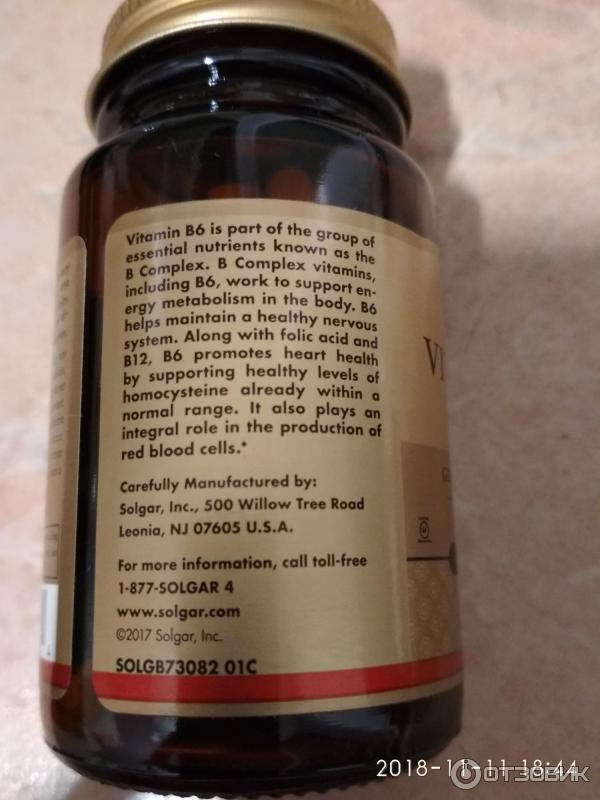 Vitamin B6 is part of the group of
essential nutrients known as the
B Complex. B Complex vitamins,
including B6, work to support en-
ergy metabolism in the body. B6
helps maintain a healthy nervous
system. Along with folic acid and
B12, B6 promotes heart health
by supporting healthy levels of
homocysteine already within a
normal range. It also plays an
integral role in the production of
red blood cells.*
Carefully Manufactured by:
Solgar, Inc., 500 Willow Tree Road
Leonia, NJ 07605 U.S.A.
For more information, call toll-free
1-877-SOLGAR 4
www.solgar.com
©2017 Solgar, Inc.
SOLGB73082 01C
VI
2018-11-11 18:44
ОТЗОВИК